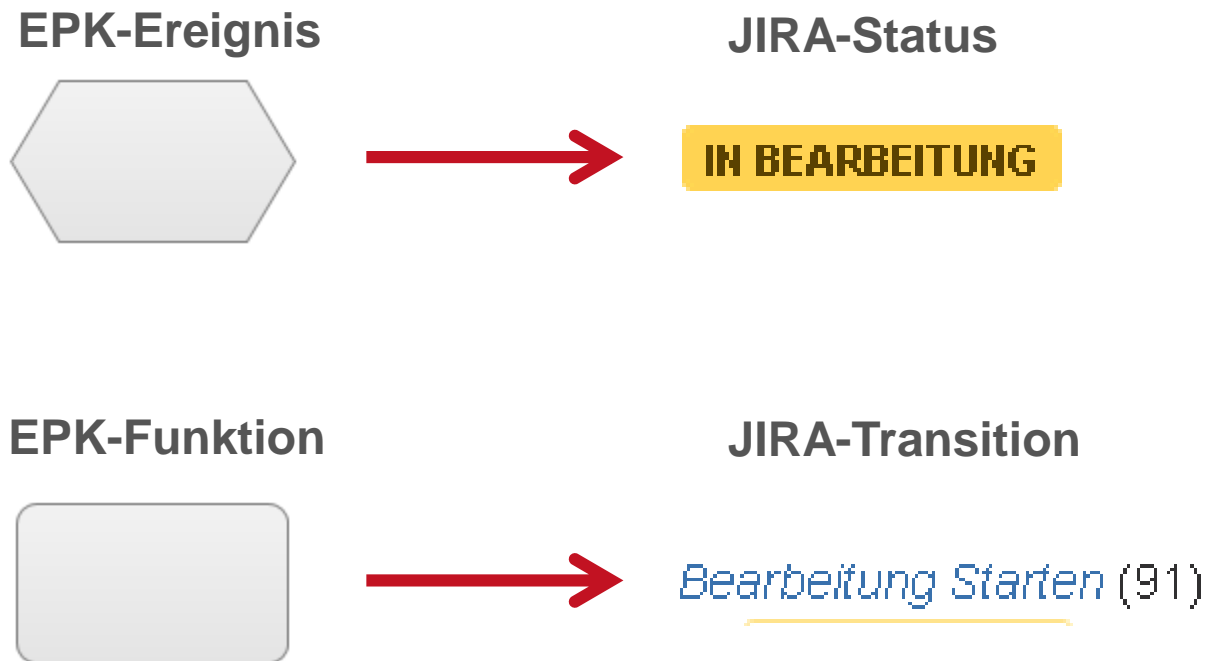 EPK-Ereignis
JIRA-Status
IN BEARBEITUNG
EPK-Funktion
JIRA-Transition
Bearbeitung Starten (91)